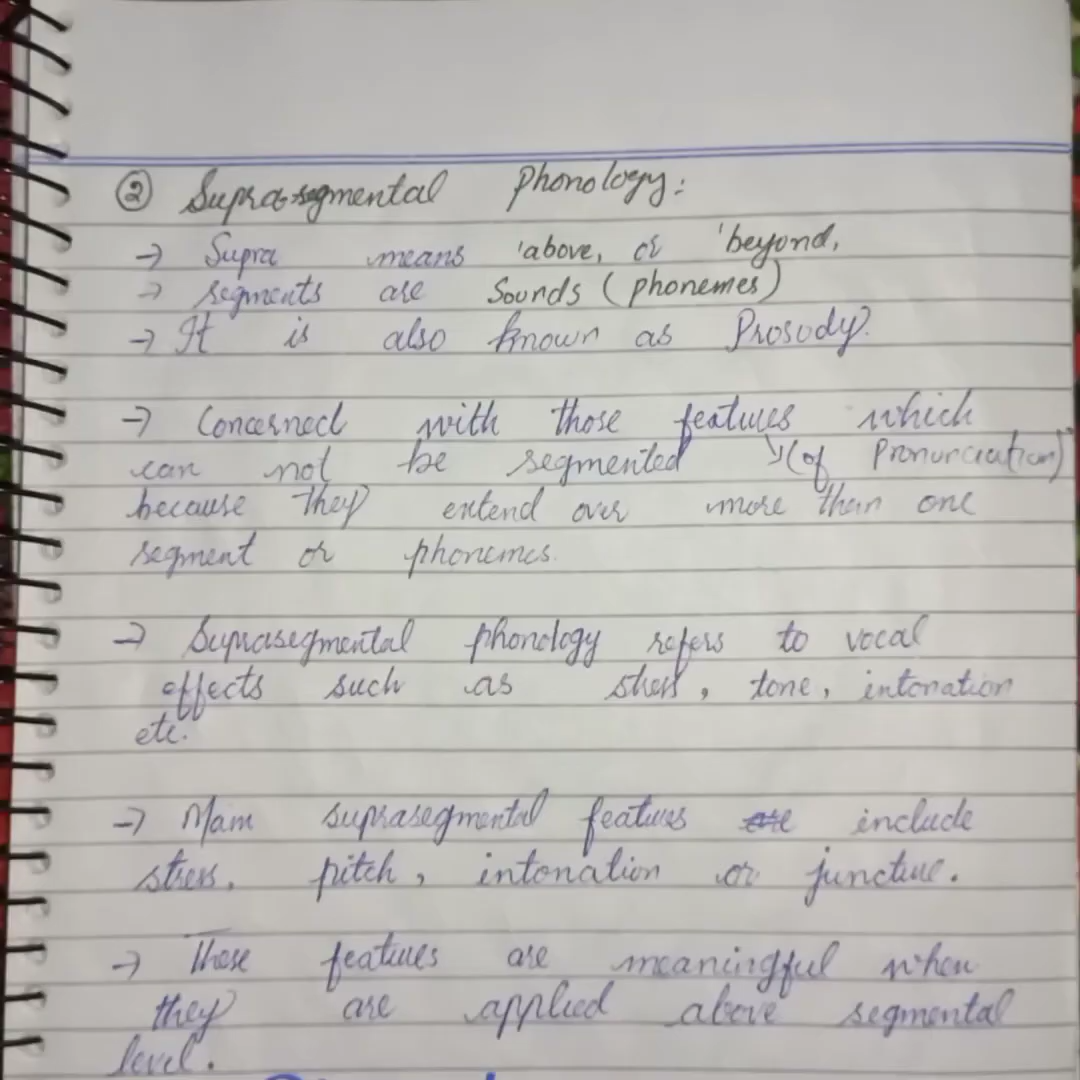 ② Suprasegmental Phonology:
→ Supra means 'above, or 'beyond,
→ segments are Sounds (phonemes)
→ It is also known as Prosody.
→ Concerned with those features which
can not be segmented ↘(of Pronunciation)
because they extend over more than one
segment or phonemes.
→ Suprasegmental phonology refers to vocal
effects such as stress, tone, intonation
etc.
→ Main suprasegmental features include
stress, pitch, intonation or juncture.
→ These features are meaningful when
they are applied above segmental
level.